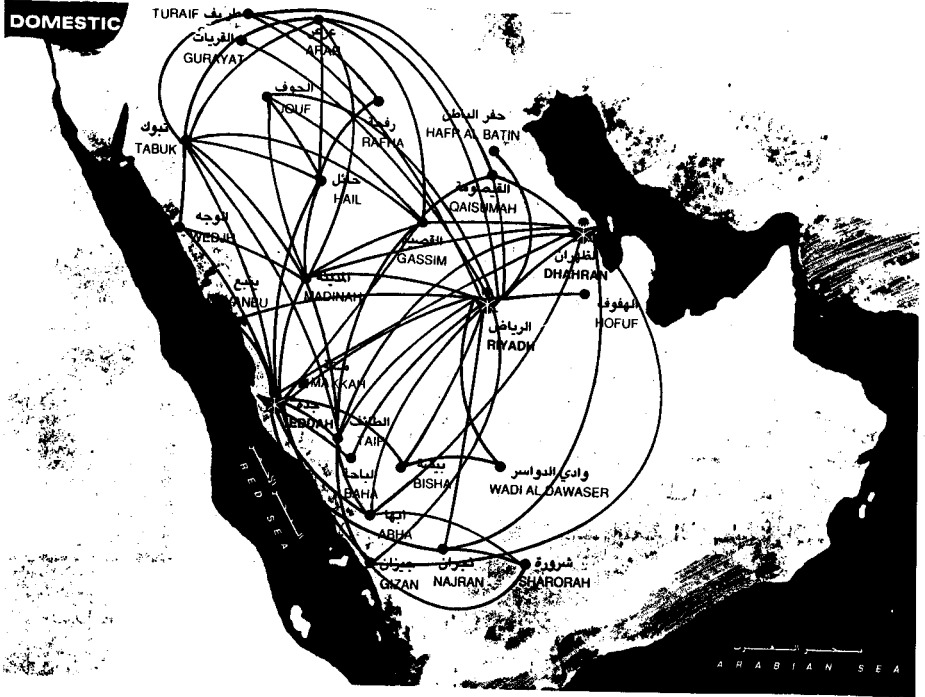 DOMESTIC
TURAIF طريف
عرعر
ARAR
القريات
GURAYAT
الجوف
JOUF
رفحة
RAFHA
حفر الباطن
HAFR AL BATIN
تبوك
TABUK
حائل
HAIL
القيصومة
QAISUMAH
الوجه
WEDJH
القصيم
GASSIM
الظهران
DHAHRAN
المدينة
MADINAH
ينبع
YANBU
الهفوف
HOFUF
الرياض
RIYADH
MAKKAH
جدة
JEDDAH
الطائف
TAIF
الباحة
BAHA
بيشة
BISHA
وادي الدواسر
WADI AL DAWASER
RED SEA
ابها
ABHA
جيزان
GIZAN
نجران
NAJRAN
شرورة
SHARORAH
ARABIAN SEA